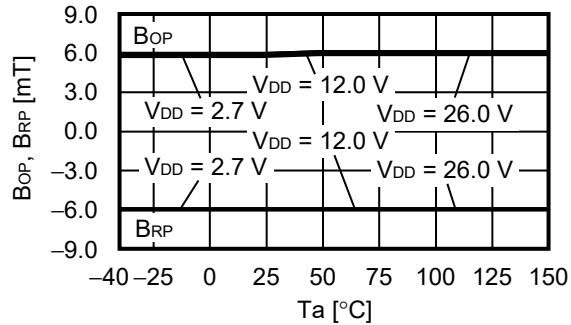 9.0
BOP
6.0
VDD = 12.0 V
3.0
VDD = 2.7 V
VDD = 26.0 V
0.0
VDD = 12.0 V
VDD = 2.7 V
VDD = 26.0 V
−3.0
−6.0
BRP
−9.0
BOP, BRP [mT]
−40 −25 0 25 50 75 100 125 150
Ta [°C]